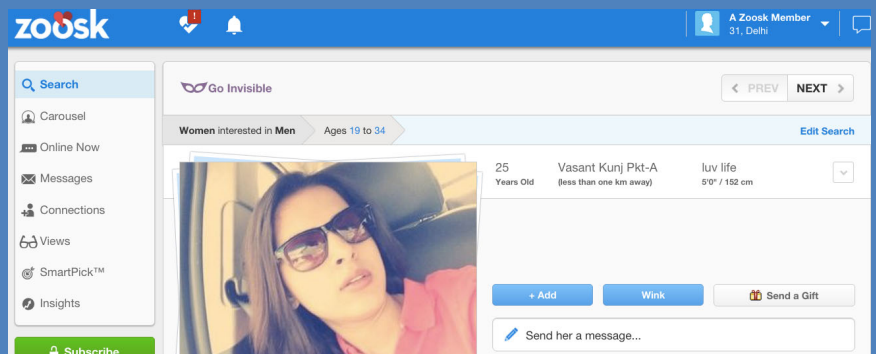 zoosk
!
A Zoosk Member
31, Delhi
Search
Carousel
Online Now
Messages
Connections
Views
SmartPick™
Insights
Subscribe
Go Invisible
< PREV NEXT >
Women interested in Men Ages 19 to 34 Edit Search
25 Vasant Kunj Pkt-A luv life
Years Old (less than one km away) 5'0" / 152 cm
+ Add Wink Send a Gift
Send her a message...